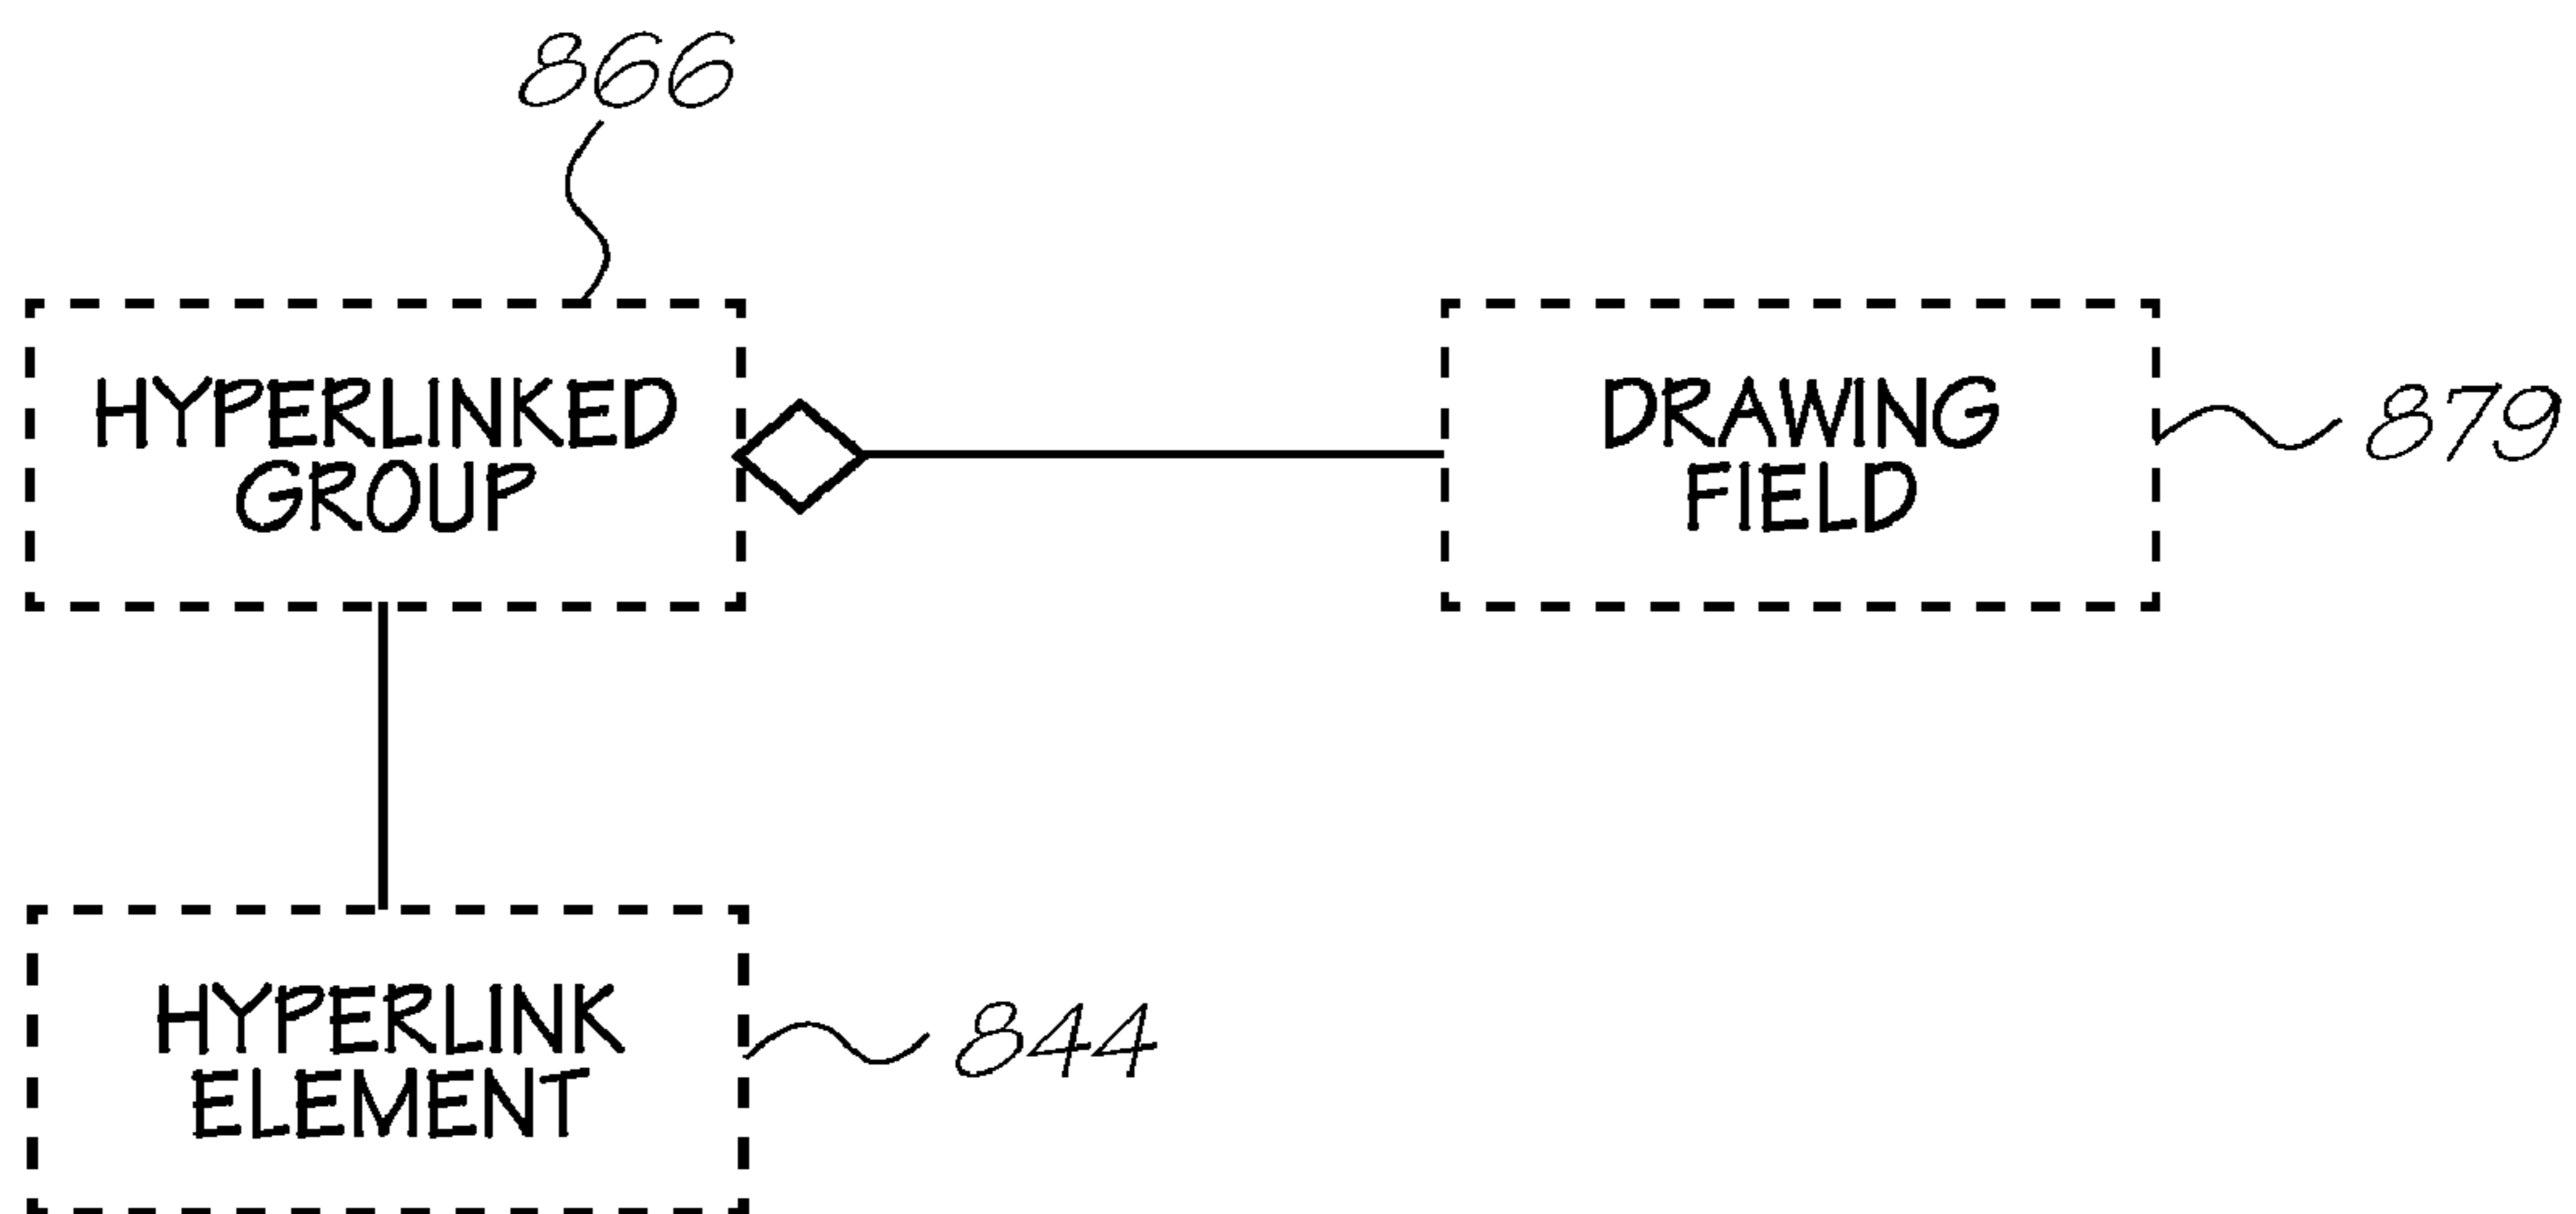 866
HYPERLINKED
GROUP
DRAWING
FIELD
879
HYPERLINK
ELEMENT
844